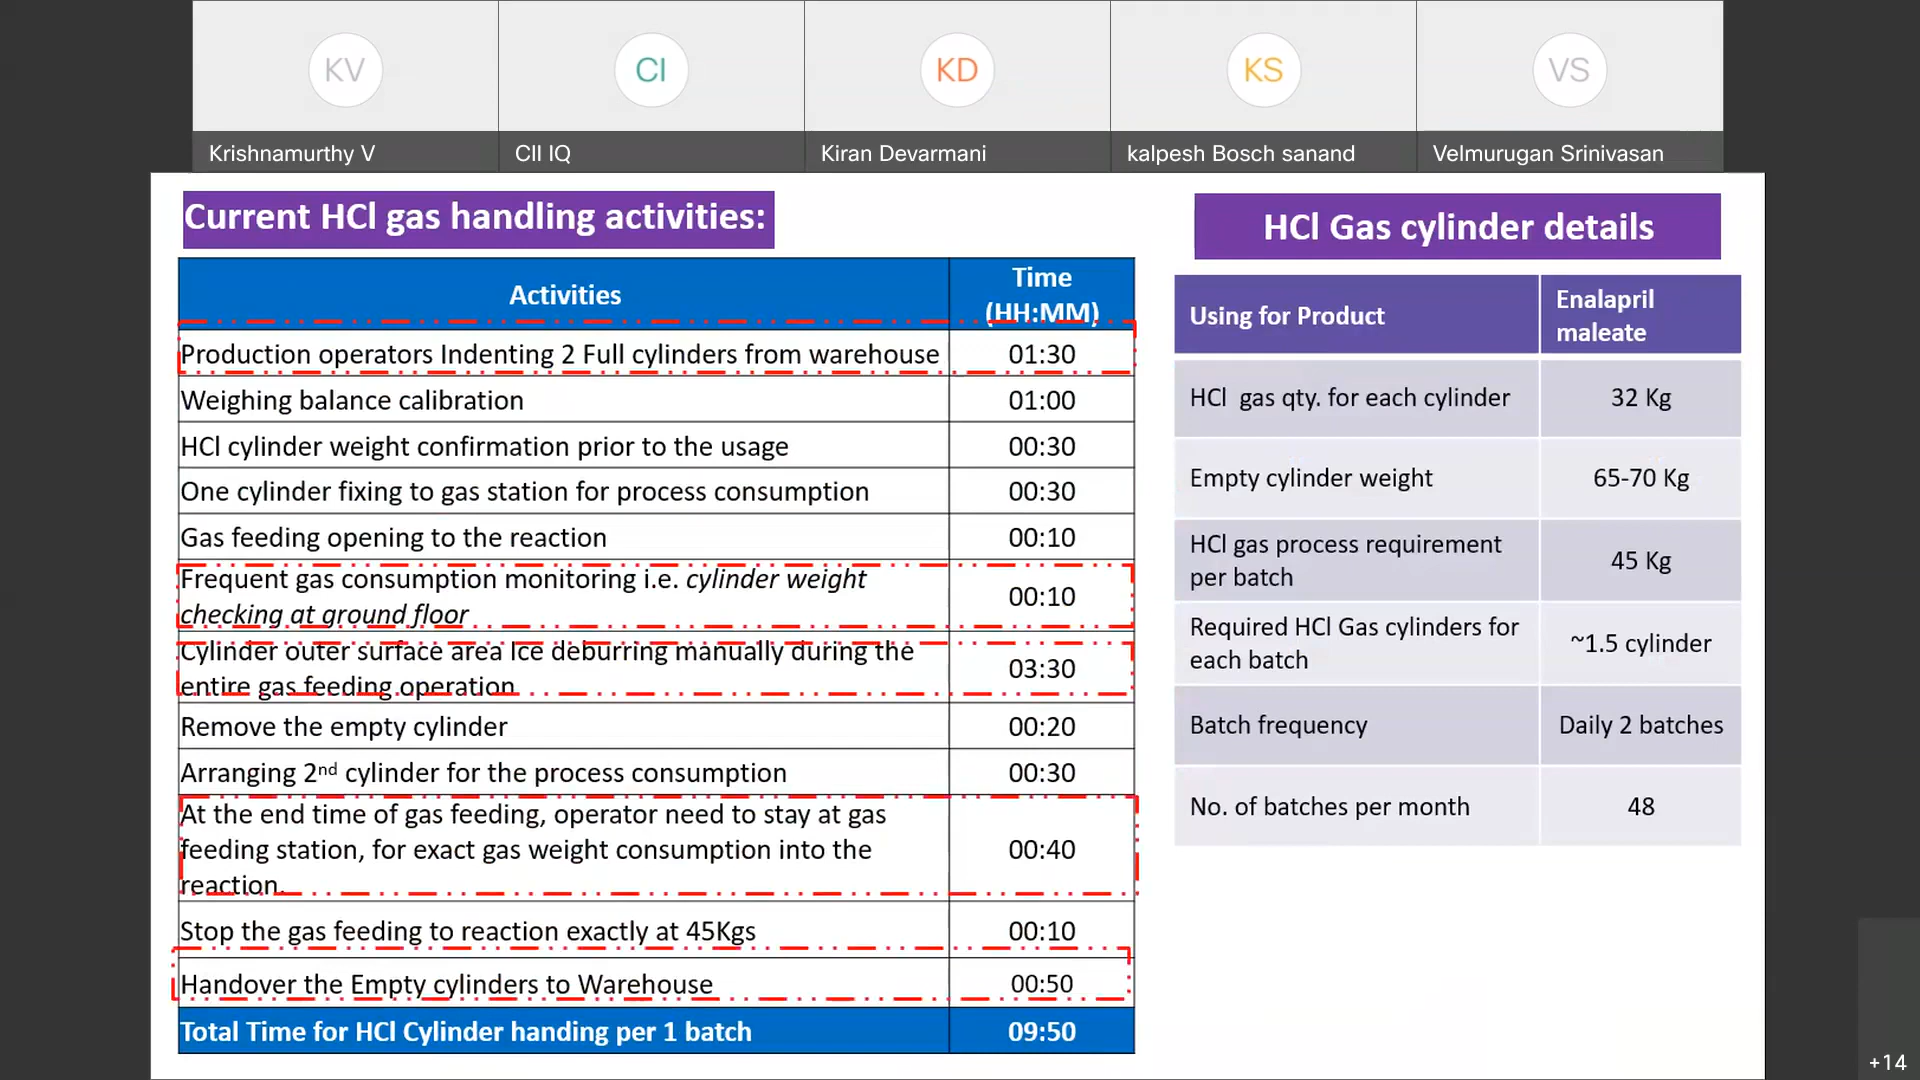 KV
CI
KD
KS
VS
Krishnamurthy V
CII IQ
Kiran Devarmani
kalpesh Bosch sanand
Velmurugan Srinivasan
Current HCl gas handling activities:
Activities
Time
(HH:MM)
Production operators Indenting 2 Full cylinders from warehouse
01:30
Weighing balance calibration
01:00
HCl cylinder weight confirmation prior to the usage
00:30
One cylinder fixing to gas station for process consumption
00:30
Gas feeding opening to the reaction
00:10
Frequent gas consumption monitoring i.e. cylinder weight
checking at ground floor
00:10
Cylinder outer surface area Ice deburring manually during the
entire gas feeding operation
03:30
Remove the empty cylinder
00:20
Arranging 2nd cylinder for the process consumption
00:30
At the end time of gas feeding, operator need to stay at gas
feeding station, for exact gas weight consumption into the
reaction.
00:40
Stop the gas feeding to reaction exactly at 45Kgs
00:10
Handover the Empty cylinders to Warehouse
00:50
Total Time for HCl Cylinder handing per 1 batch
09:50
HCl Gas cylinder details
Using for Product
Enalapril
maleate
HCl gas qty. for each cylinder
32 Kg
Empty cylinder weight
65-70 Kg
HCl gas process requirement
per batch
45 Kg
Required HCl Gas cylinders for
each batch
~1.5 cylinder
Batch frequency
Daily 2 batches
No. of batches per month
48
+14